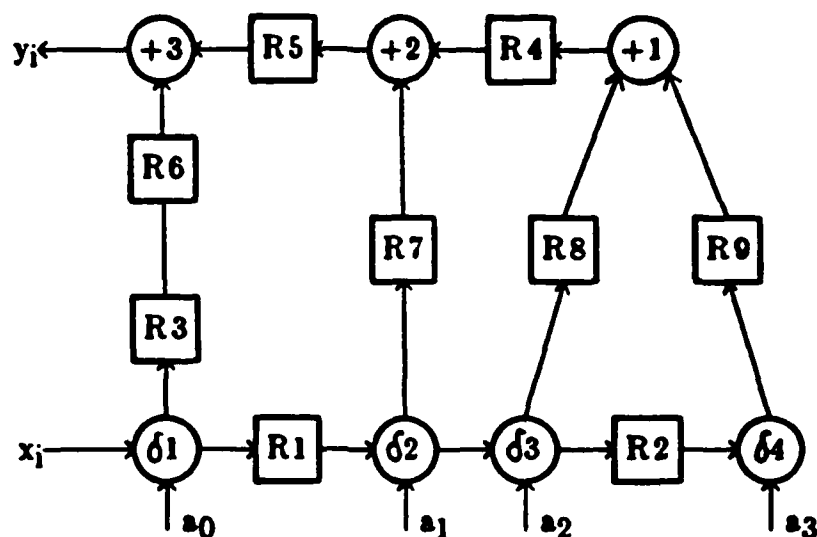 yi +3 R5 +2 R4 +1
R6
R7 R8 R9
R3
xi δ1 R1 δ2 δ3 R2 δ4
a0 a1 a2 a3